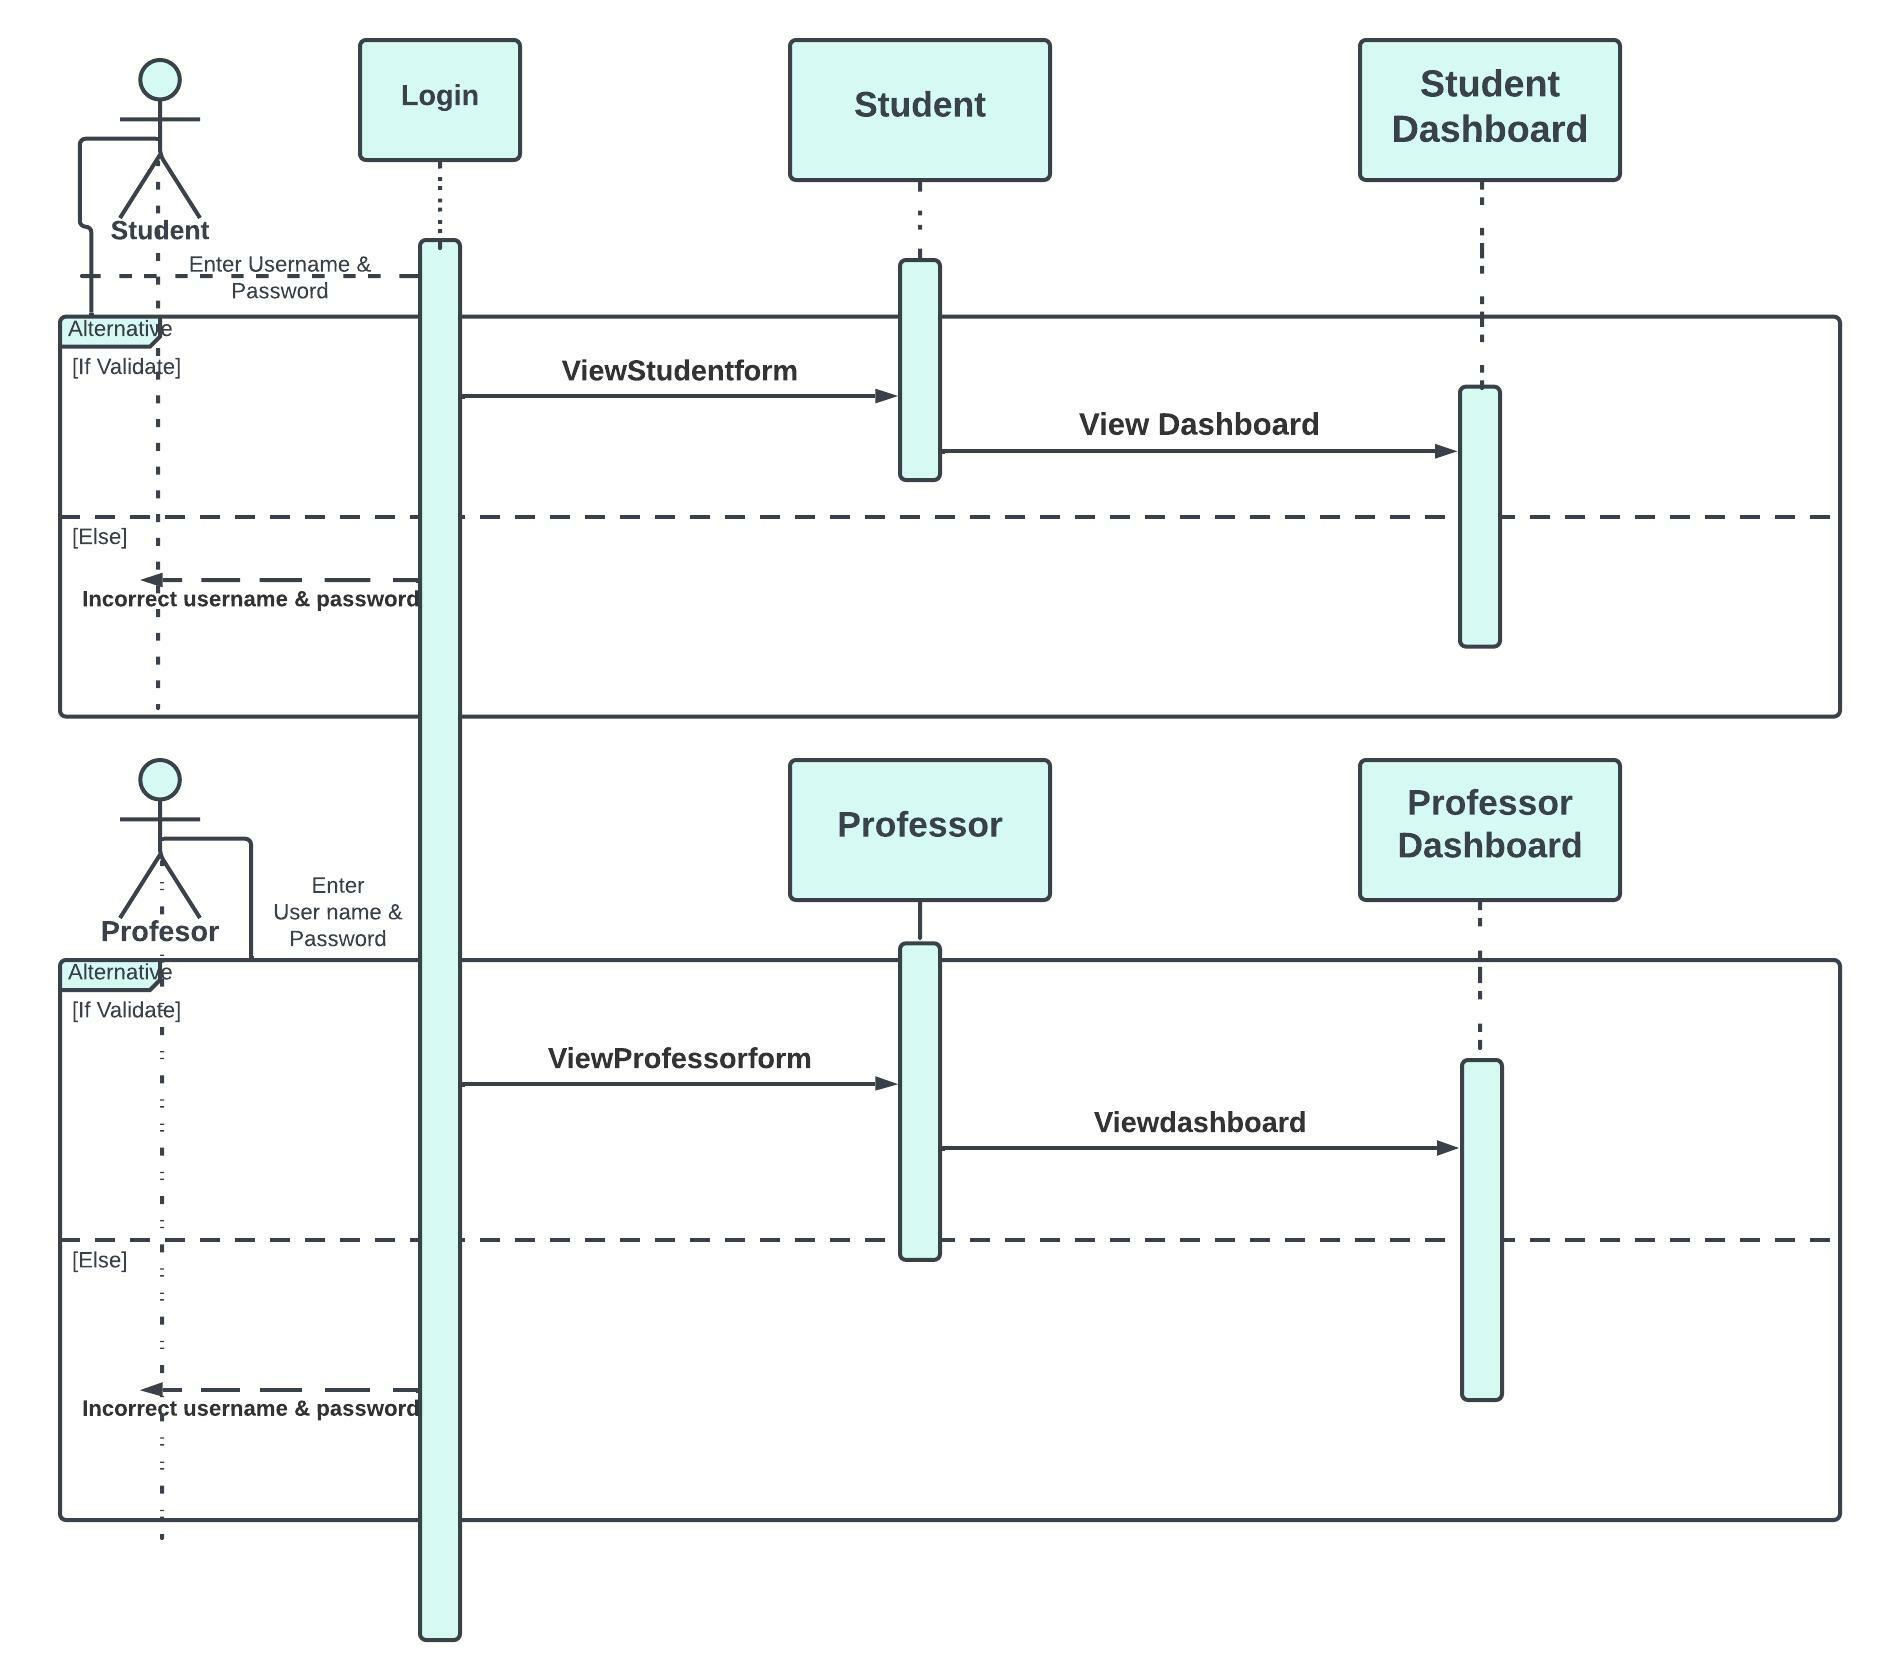 Login
Student
Student
Dashboard
Student
Enter Username &
Password
Alternative
[If Validate]
ViewStudentform
View Dashboard
[Else]
Incorrect username & password
Professor
Professor
Dashboard
Enter
User name &
Password
Profesor
Alternative
[If Validate]
ViewProfessorform
Viewdashboard
[Else]
Incorrect username & password